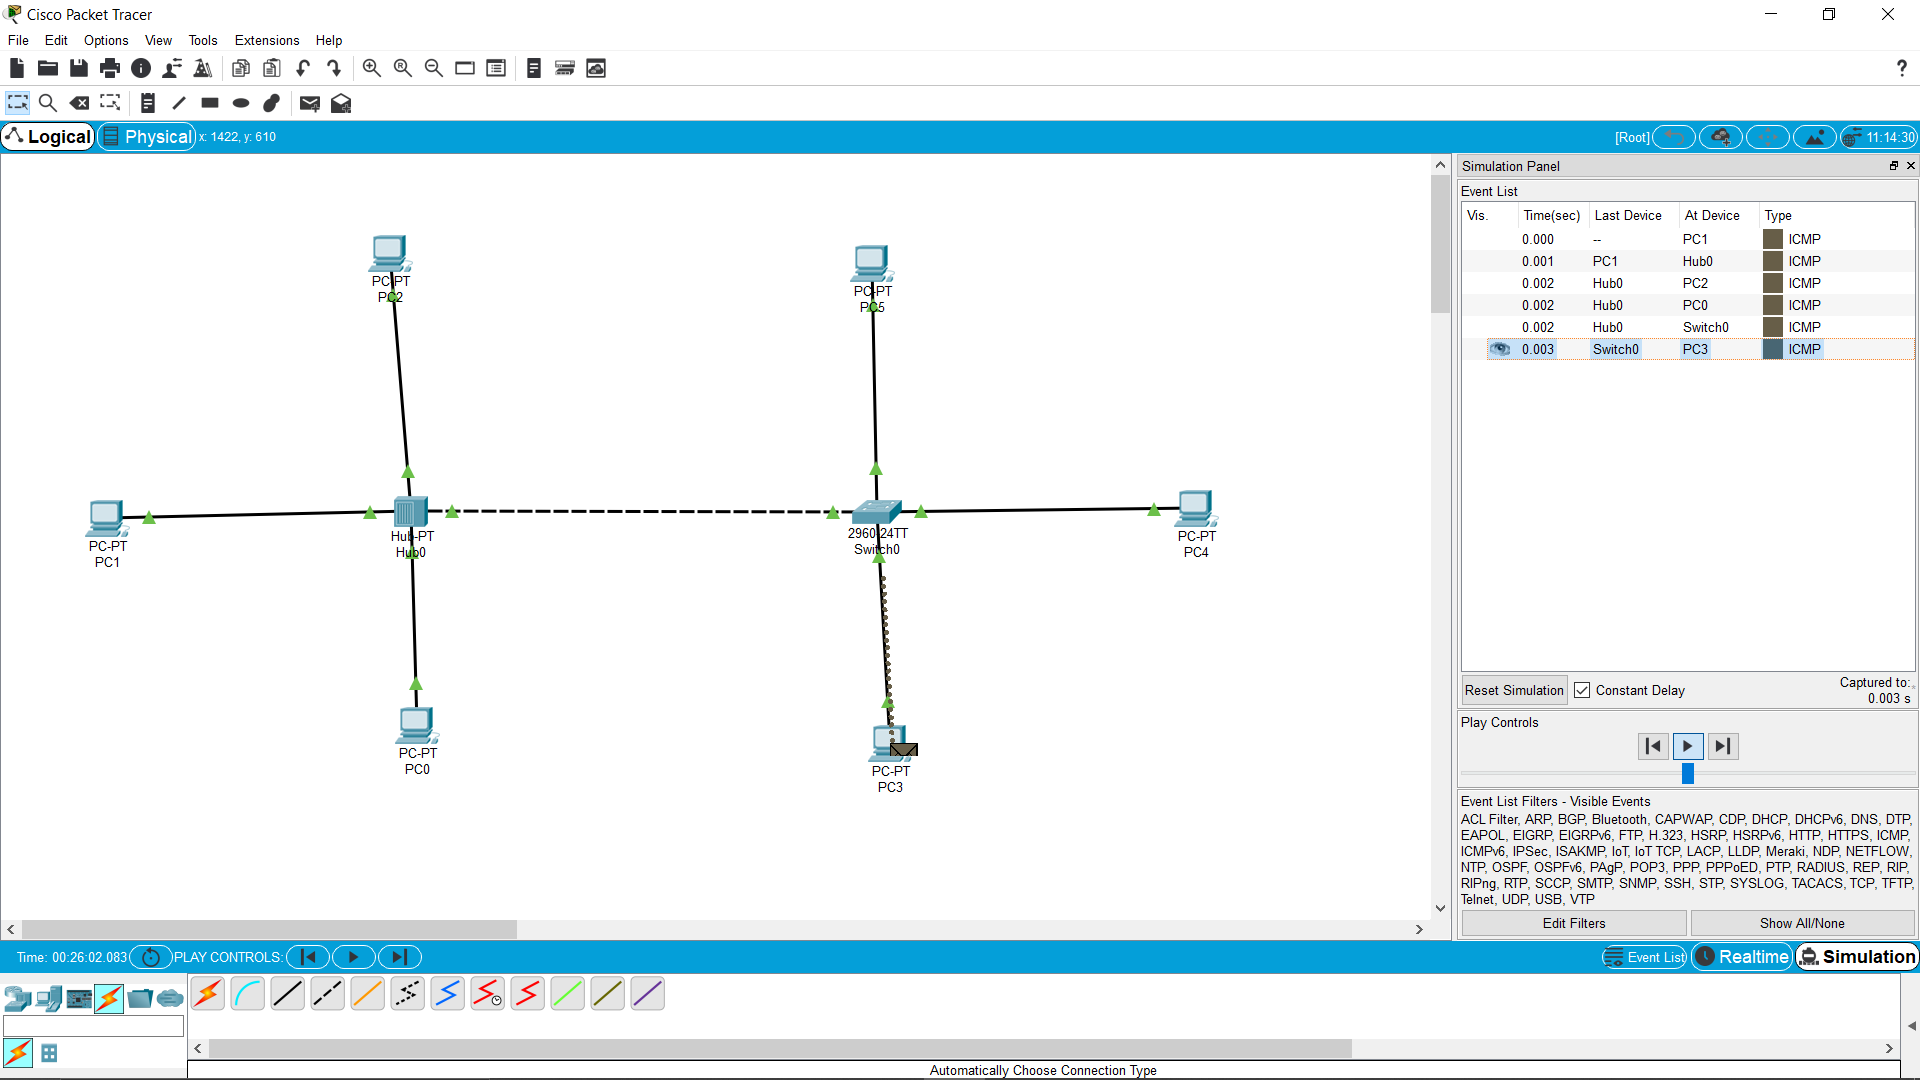 Cisco Packet Tracer
File Edit Options View Tools Extensions Help
Logical Physical x: 1422, y: 610 [Root] 11:14:30
PC-PT
PC2
PC-PT
PC5
PC-PT
PC1
Hub-PT
Hub0
2960-24TT
Switch0
PC-PT
PC4
PC-PT
PC0
PC-PT
PC3
Simulation Panel
Event List
Vis. Time(sec) Last Device At Device Type
0.000 -- PC1 ICMP
0.001 PC1 Hub0 ICMP
0.002 Hub0 PC2 ICMP
0.002 Hub0 PC0 ICMP
0.002 Hub0 Switch0 ICMP
0.003 Switch0 PC3 ICMP
Reset Simulation Constant Delay Captured to:
0.003 s
Play Controls
Event List Filters - Visible Events
ACL Filter, ARP, BGP, Bluetooth, CAPWAP, CDP, DHCP, DHCPv6, DNS, DTP,
EAPOL, EIGRP, EIGRPv6, FTP, H.323, HSRP, HSRPv6, HTTP, HTTPS, ICMP,
ICMPv6, IPSec, ISAKMP, IoT, IoT TCP, LACP, LLDP, Meraki, NDP, NETFLOW,
NTP, OSPF, OSPFv6, PAgP, POP3, PPP, PPPoED, PTP, RADIUS, REP, RIP,
RIPng, RTP, SCCP, SMTP, SNMP, SSH, STP, SYSLOG, TACACS, TCP, TFTP,
Telnet, UDP, USB, VTP
Edit Filters Show All/None
Time: 00:26:02.083 PLAY CONTROLS: Event List Realtime Simulation
Automatically Choose Connection Type